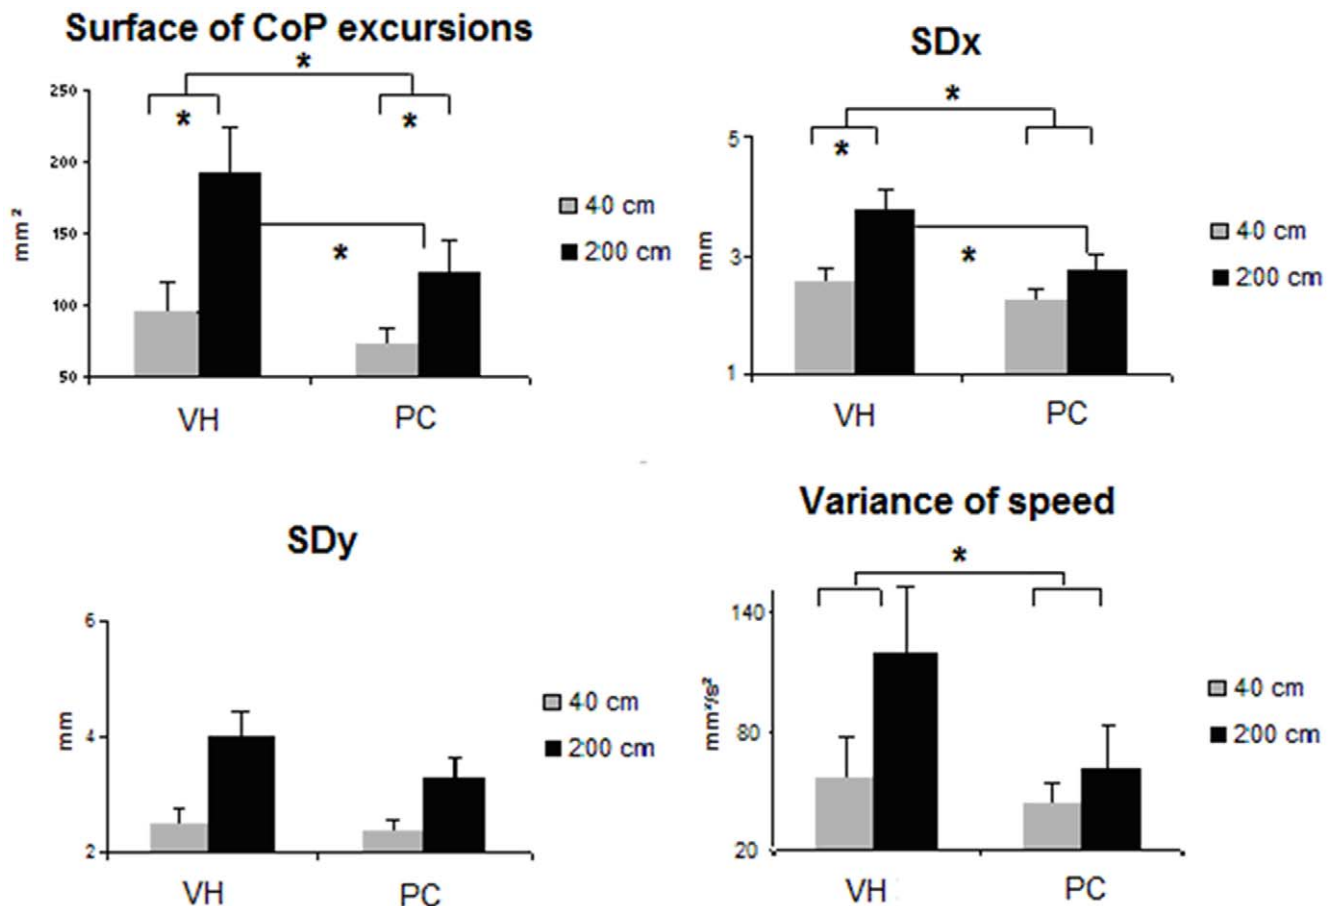 Surface of CoP excursions
*
250
* *
200
mm²
150
*
100
50
VH PC
40 cm
200 cm
SDx
*
5
*
mm
3
*
1
VH PC
40 cm
200 cm
SDy
6
mm
4
2
VH PC
40 cm
200 cm
Variance of speed
*
140
mm²/s²
80
20
VH PC
40 cm
200 cm